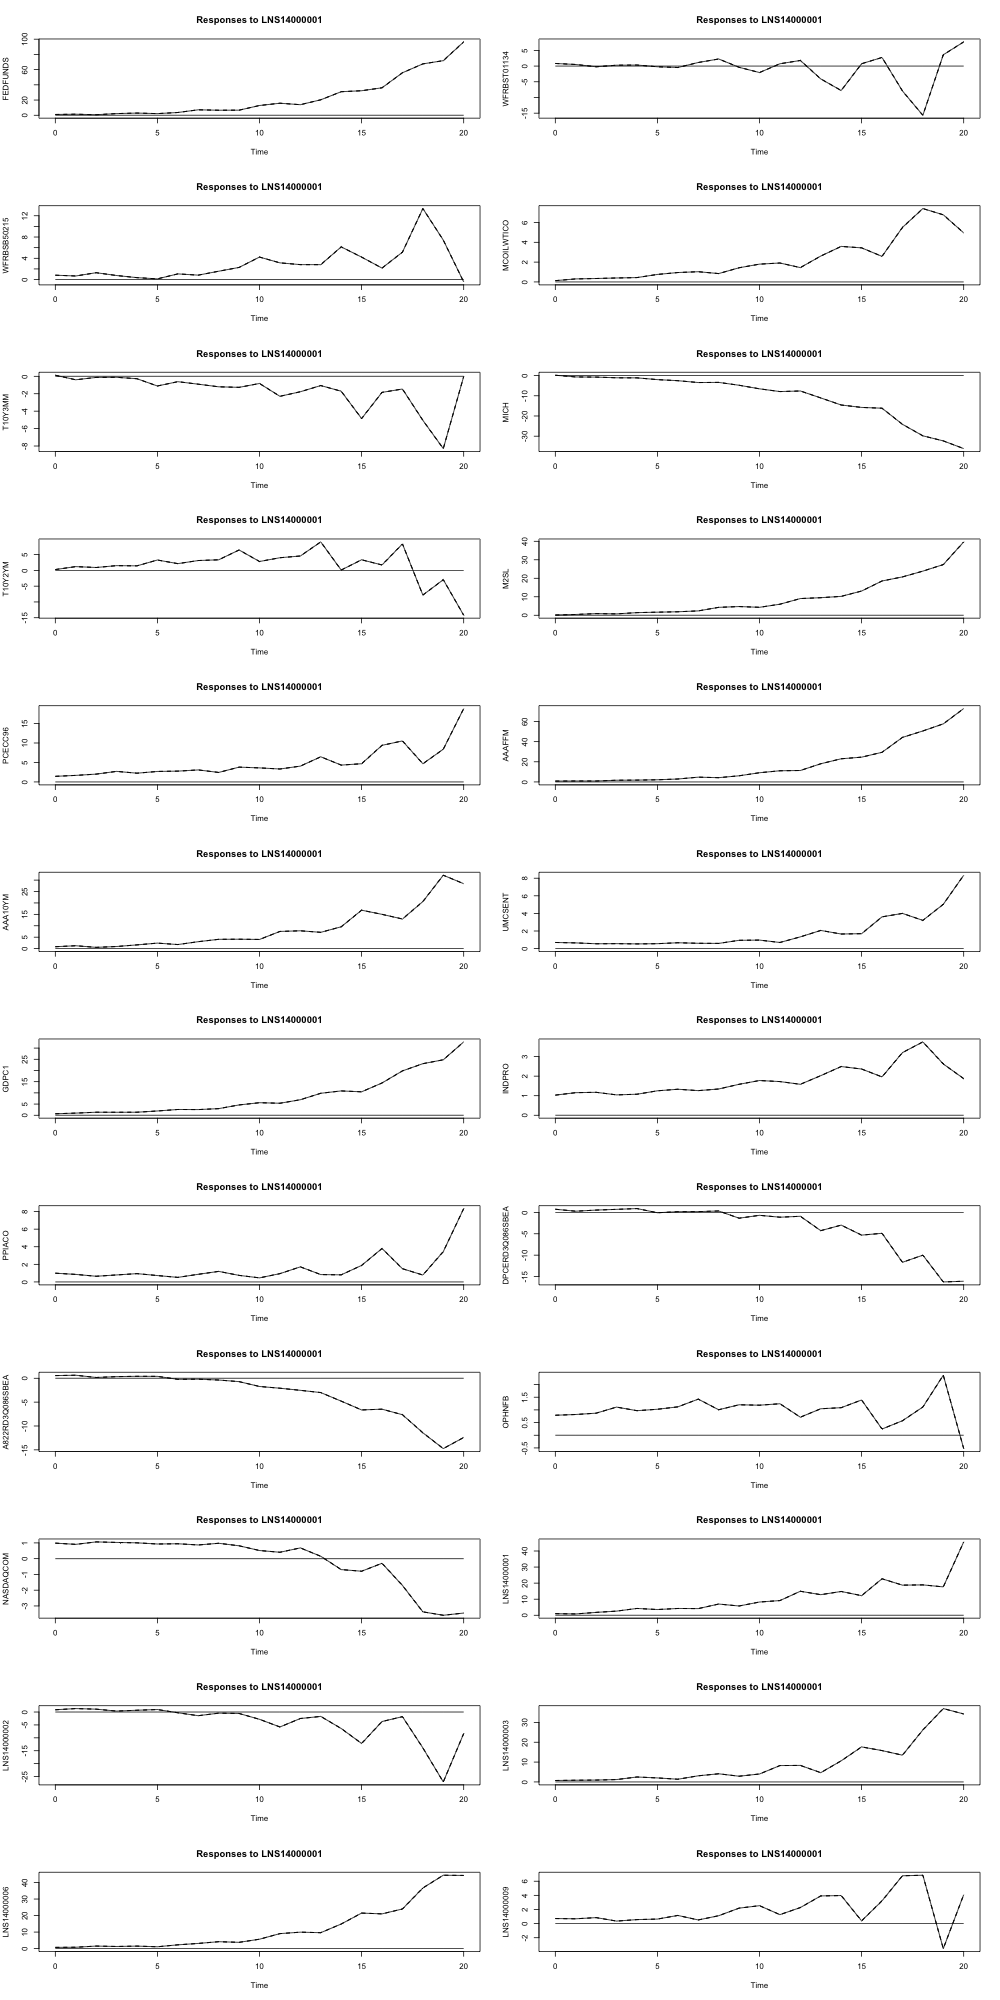 Responses to LNS14000001
FEDFUNDS
0 20 60 100
0 5 10 15 20
Time
Responses to LNS14000001
WFRBST01134
-15 -5 0 5
0 5 10 15 20
Time
Responses to LNS14000001
WFRBSB50215
0 4 8 12
0 5 10 15 20
Time
Responses to LNS14000001
MCOILWTICO
0 2 4 6
0 5 10 15 20
Time
Responses to LNS14000001
T10Y3MM
-8 -6 -4 -2 0
0 5 10 15 20
Time
Responses to LNS14000001
MICH
-30 -20 -10 0
0 5 10 15 20
Time
Responses to LNS14000001
T10Y2YM
-15 -5 0 5
0 5 10 15 20
Time
Responses to LNS14000001
M2SL
0 10 20 30 40
0 5 10 15 20
Time
Responses to LNS14000001
PCECC96
0 5 10 15
0 5 10 15 20
Time
Responses to LNS14000001
AAAFFM
0 20 40 60
0 5 10 15 20
Time
Responses to LNS14000001
AAA10YM
0 5 15 25
0 5 10 15 20
Time
Responses to LNS14000001
UMCSENT
0 2 4 6 8
0 5 10 15 20
Time
Responses to LNS14000001
GDPC1
0 5 15 25
0 5 10 15 20
Time
Responses to LNS14000001
INDPRO
0 1 2 3
0 5 10 15 20
Time
Responses to LNS14000001
PPIACO
0 2 4 6 8
0 5 10 15 20
Time
Responses to LNS14000001
DPCERD3Q086SBEA
-15 -10 -5 0
0 5 10 15 20
Time
Responses to LNS14000001
A822RD3Q086SBEA
-15 -10 -5 0
0 5 10 15 20
Time
Responses to LNS14000001
OPHNFB
-0.5 0.5 1.5
0 5 10 15 20
Time
Responses to LNS14000001
NASDAQCOM
-3 -2 -1 0 1
0 5 10 15 20
Time
Responses to LNS14000001
LNS14000001
0 10 20 30 40
0 5 10 15 20
Time
Responses to LNS14000001
LNS14000002
-25 -15 -5 0
0 5 10 15 20
Time
Responses to LNS14000001
LNS14000003
0 10 20 30
0 5 10 15 20
Time
Responses to LNS14000001
LNS14000006
0 10 20 30 40
0 5 10 15 20
Time
Responses to LNS14000001
LNS14000009
-2 0 2 4 6
0 5 10 15 20
Time